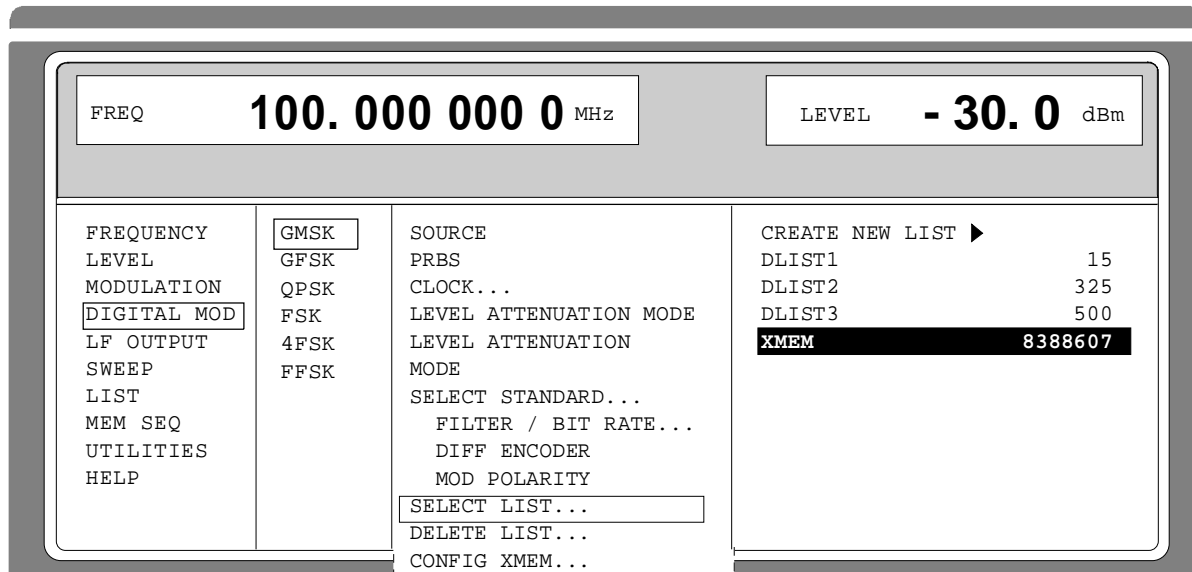 FREQ 100. 000 000 0 MHz
LEVEL - 30. 0 dBm
FREQUENCY
LEVEL
MODULATION
DIGITAL MOD
LF OUTPUT
SWEEP
LIST
MEM SEQ
UTILITIES
HELP
GMSK
GFSK
QPSK
FSK
4FSK
FFSK
SOURCE
PRBS
CLOCK...
LEVEL ATTENUATION MODE
LEVEL ATTENUATION
MODE
SELECT STANDARD...
FILTER / BIT RATE...
DIFF ENCODER
MOD POLARITY
SELECT LIST...
DELETE LIST...
CONFIG XMEM...
CREATE NEW LIST
DLIST1 15
DLIST2 325
DLIST3 500
XMEM 8388607